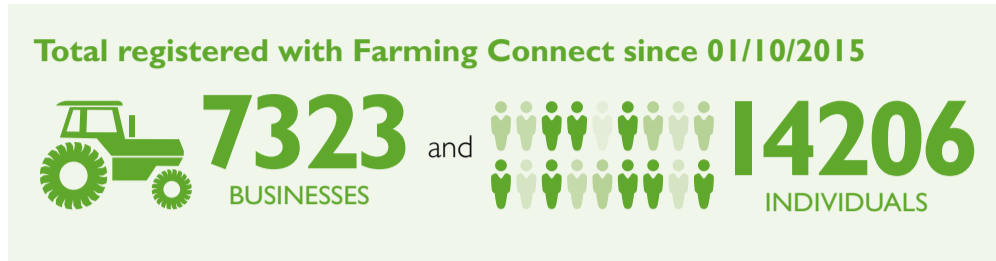 Total registered with Farming Connect since 01/10/2015
7323
BUSINESSES
and
14206
INDIVIDUALS